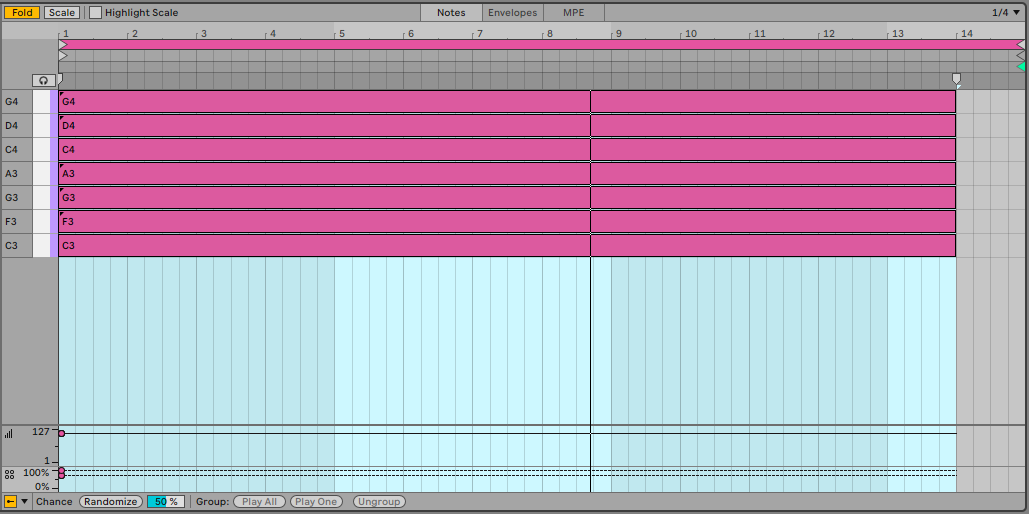 Fold Scale Highlight Scale Notes Envelopes MPE 1/4
1 2 3 4 5 6 7 8 9 10 11 12 13 14
G4 G4
D4 D4
C4 C4
A3 A3
G3 G3
F3 F3
C3 C3
127
1
100%
0%
Chance Randomize 50 % Group: Play All Play One Ungroup